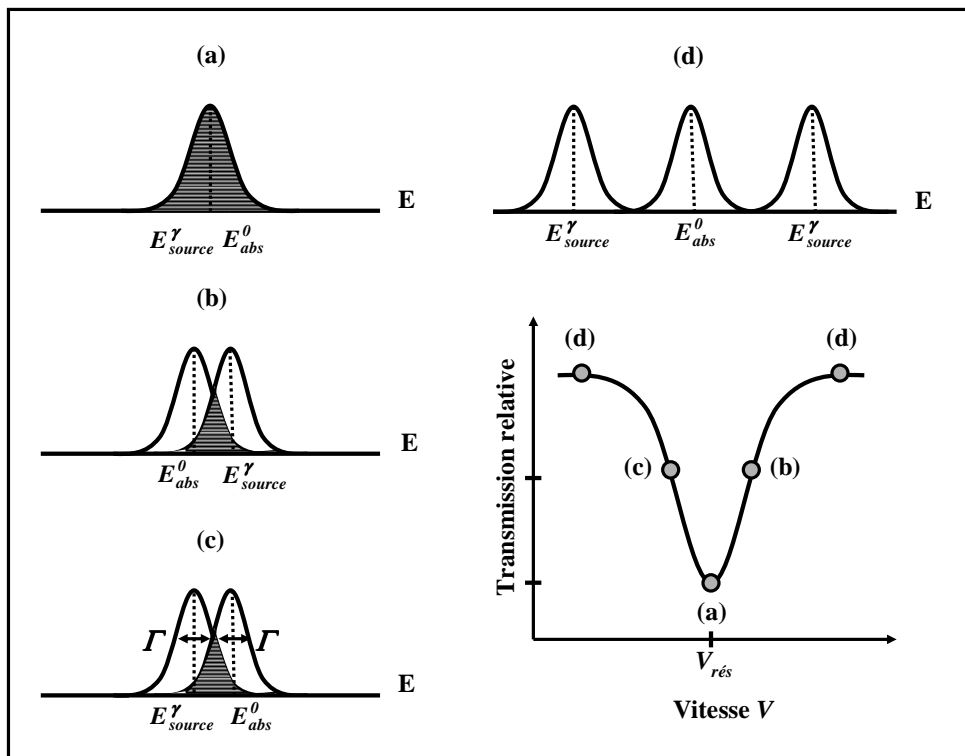 (a)
E
E^γ_source E^0_abs
(b)
E
E^0_abs E^γ_source
(c)
Γ Γ
E
E^γ_source E^0_abs
(d)
E
E^γ_source E^0_abs E^γ_source
Transmission relative
(d) (d)
(c) (b)
(a)
V_rés
Vitesse V